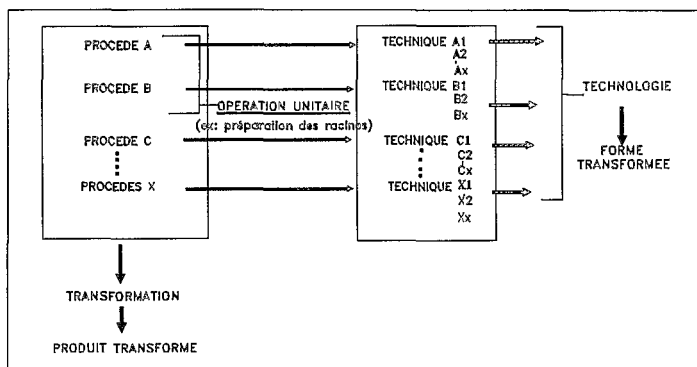 PROCEDE A
PROCEDE B
OPERATION UNITAIRE
(ex: préparation des racines)
PROCEDE C
PROCEDES X
TRANSFORMATION
PRODUIT TRANSFORME
TECHNIQUE A1
A2
Ax
TECHNIQUE B1
B2
Bx
TECHNIQUE C1
C2
Cx
TECHNIQUE X1
X2
Xx
TECHNOLOGIE
FORME
TRANSFORMEE